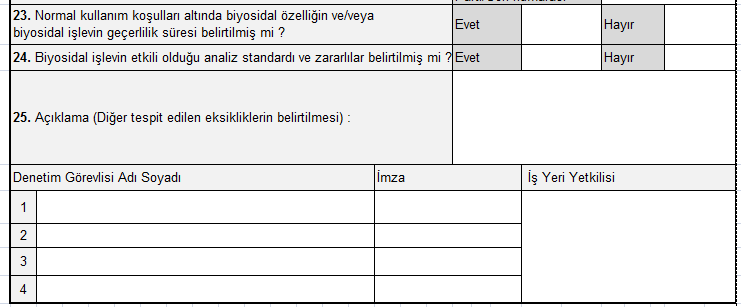 23. Normal kullanım koşulları altında biyosidal özelliğin ve/veya
biyosidal işlevin geçerlilik süresi belirtilmiş mi ?
Evet
Hayır
24. Biyosidal işlevin etkili olduğu analiz standardı ve zararlılar belirtilmiş mi ?
Evet
Hayır
25. Açıklama (Diğer tespit edilen eksikliklerin belirtilmesi) :
Denetim Görevlisi Adı Soyadı
İmza
İş Yeri Yetkilisi
1
2
3
4